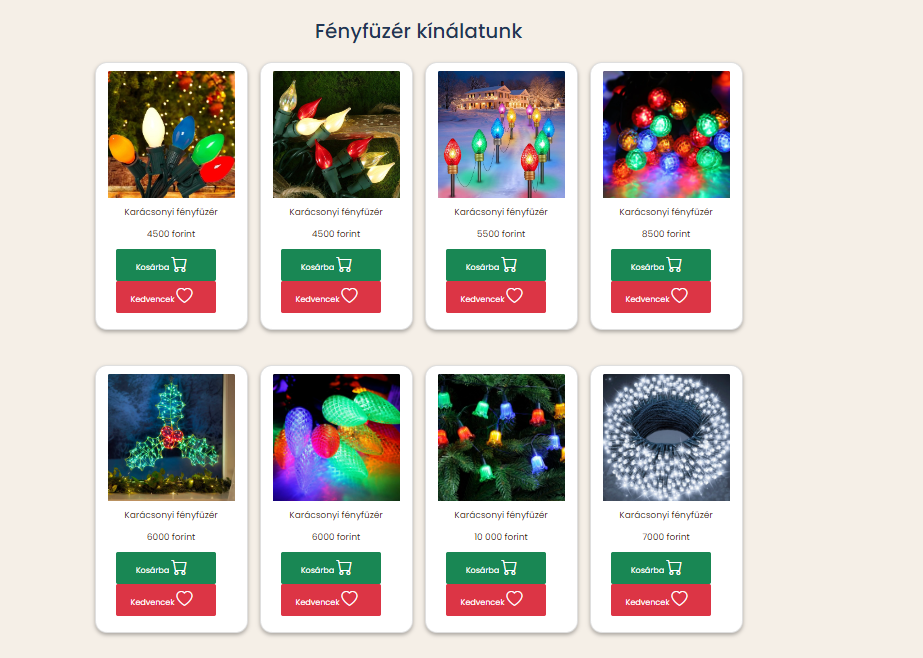 Fényfüzér kínálatunk
Karácsonyi fényfüzér
4500 forint
Kosárba
Kedvencek
Karácsonyi fényfüzér
4500 forint
Kosárba
Kedvencek
Karácsonyi fényfüzér
5500 forint
Kosárba
Kedvencek
Karácsonyi fényfüzér
8500 forint
Kosárba
Kedvencek
Karácsonyi fényfüzér
6000 forint
Kosárba
Kedvencek
Karácsonyi fényfüzér
6000 forint
Kosárba
Kedvencek
Karácsonyi fényfüzér
10 000 forint
Kosárba
Kedvencek
Karácsonyi fényfüzér
7000 forint
Kosárba
Kedvencek